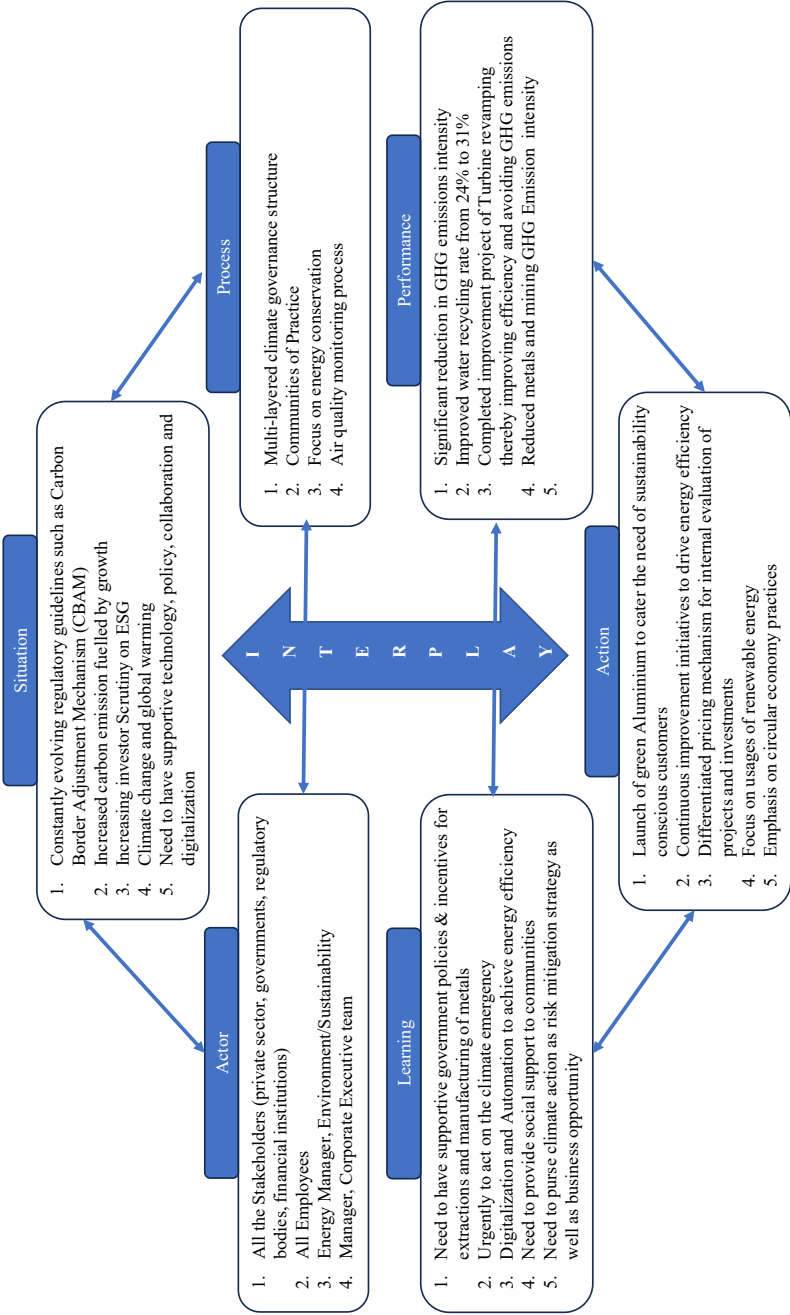 Situation
1. Constantly evolving regulatory guidelines such as Carbon
Border Adjustment Mechanism (CBAM)
2. Increased carbon emission fuelled by growth
3. Increasing investor Scrutiny on ESG
4. Climate change and global warming
5. Need to have supportive technology, policy, collaboration and
digitalization
Actor
1. All the Stakeholders (private sector, governments, regulatory
bodies, financial institutions)
2. All Employees
3. Energy Manager, Environment/Sustainability
4. Manager, Corporate Executive team
Process
1. Multi-layered climate governance structure
2. Communities of Practice
3. Focus on energy conservation
4. Air quality monitoring process
I
N
T
E
R
P
L
A
Y
Learning
1. Need to have supportive government policies & incentives for
extractions and manufacturing of metals
2. Urgently to act on the climate emergency
3. Digitalization and Automation to achieve energy efficiency
4. Need to provide social support to communities
5. Need to purse climate action as risk mitigation strategy as
well as business opportunity
Performance
1. Significant reduction in GHG emissions intensity
2. Improved water recycling rate from 24% to 31%
3. Completed improvement project of Turbine revamping
thereby improving efficiency and avoiding GHG emissions
4. Reduced metals and mining GHG Emission intensity
5.
Action
1. Launch of green Aluminium to cater the need of sustainability
conscious customers
2. Continuous improvement initiatives to drive energy efficiency
3. Differentiated pricing mechanism for internal evaluation of
projects and investments
4. Focus on usages of renewable energy
5. Emphasis on circular economy practices